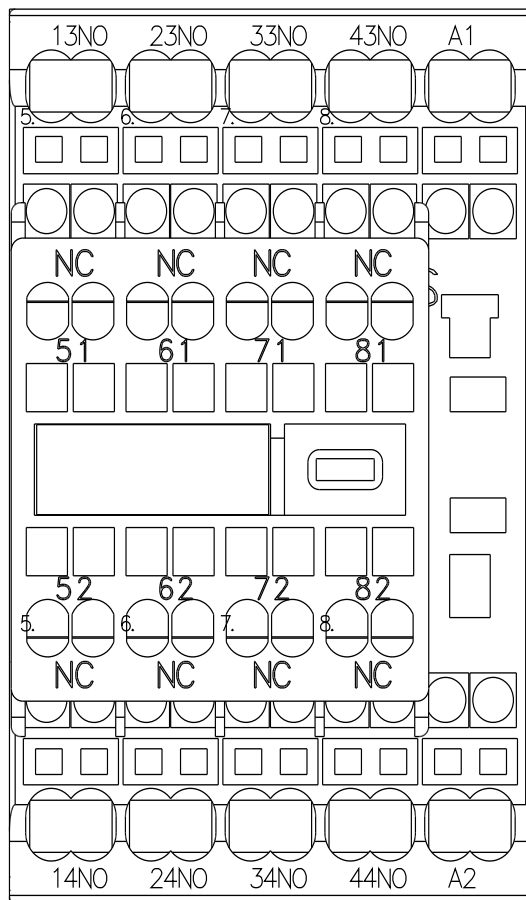 13NO 23NO 33NO 43NO A1
5. 6. 7. 8.
NC NC NC NC
51 61 71 81
52 62 72 82
5. 6. 7. 8.
NC NC NC NC
14NO 24NO 34NO 44NO A2